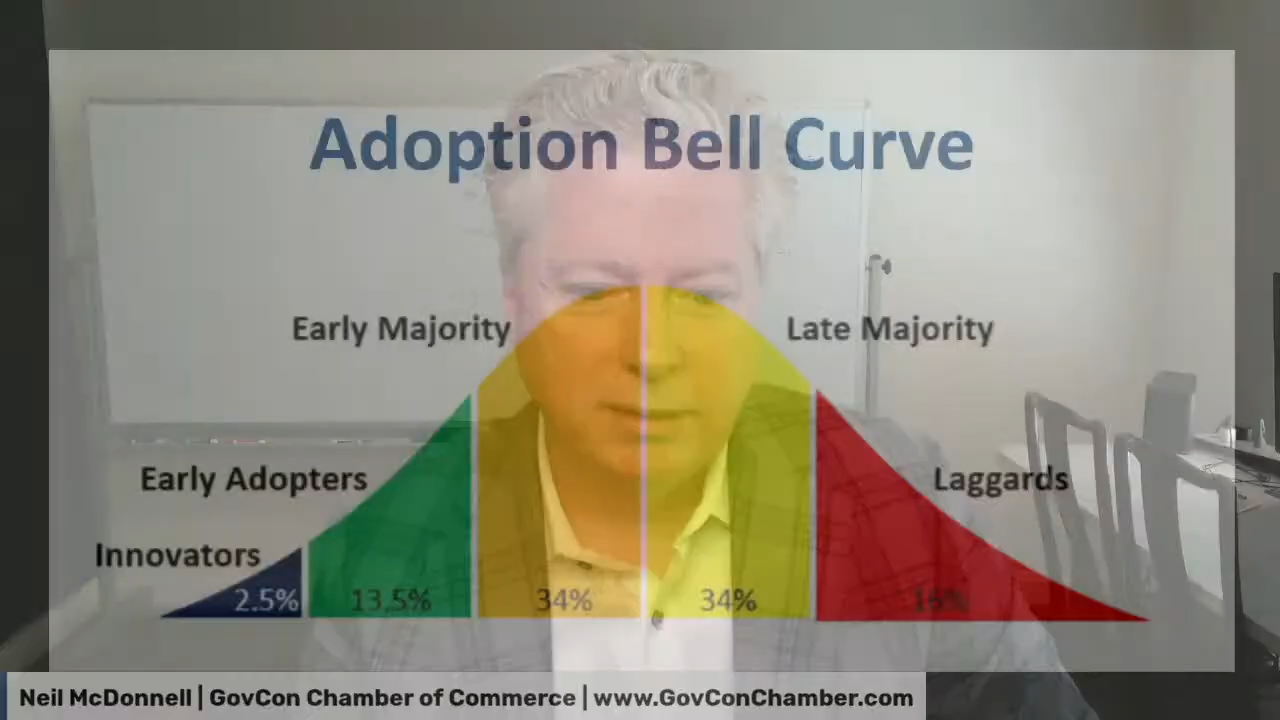 Adoption Bell Curve
Early Majority
Late Majority
Early Adopters
Laggards
Innovators
2.5%
13.5%
34%
34%
16%
Neil McDonnell | GovCon Chamber of Commerce | www.GovConChamber.com